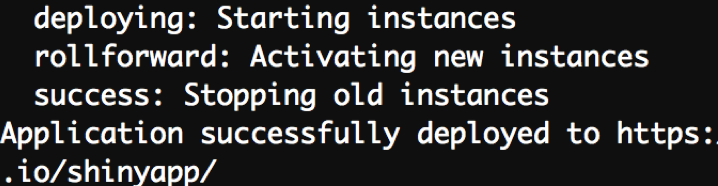 deploying: Starting instances
rollforward: Activating new instances
success: Stopping old instances
Application successfully deployed to https:
.io/shinyapp/